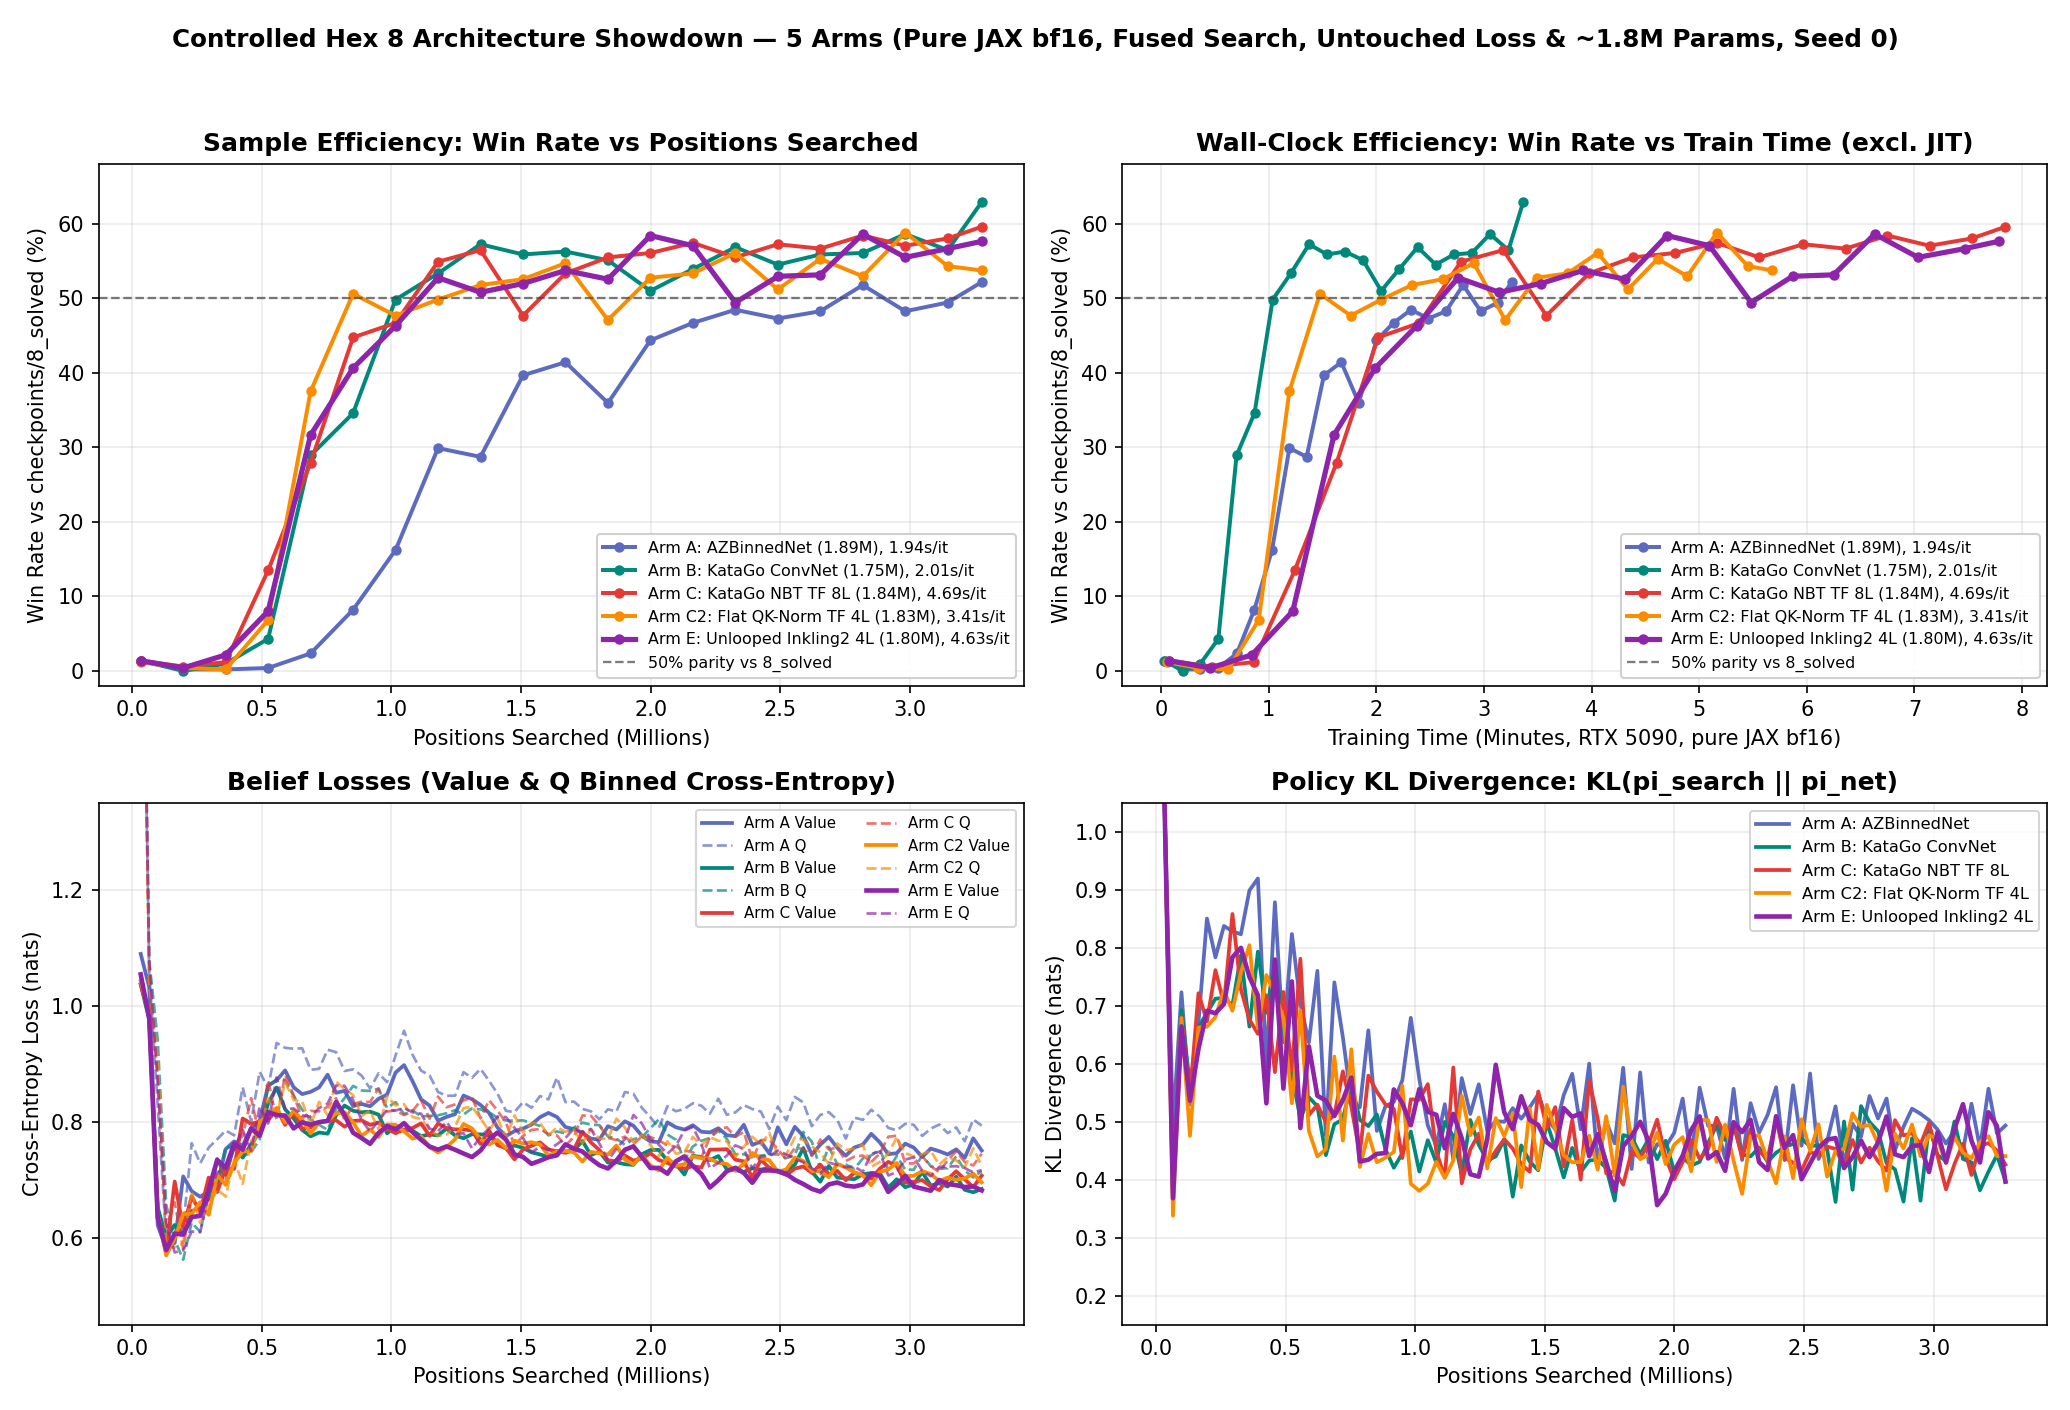 Controlled Hex 8 Architecture Showdown — 5 Arms (Pure JAX bf16, Fused Search, Untouched Loss & ~1.8M Params, Seed 0)
Sample Efficiency: Win Rate vs Positions Searched
Win Rate vs checkpoints/8_solved (%)
60
50
40
30
20
10
0
0.0 0.5 1.0 1.5 2.0 2.5 3.0
Positions Searched (Millions)
Arm A: AZBinnedNet (1.89M), 1.94s/it
Arm B: KataGo ConvNet (1.75M), 2.01s/it
Arm C: KataGo NBT TF 8L (1.84M), 4.69s/it
Arm C2: Flat QK-Norm TF 4L (1.83M), 3.41s/it
Arm E: Unlooped Inkling2 4L (1.80M), 4.63s/it
50% parity vs 8_solved
Wall-Clock Efficiency: Win Rate vs Train Time (excl. JIT)
Win Rate vs checkpoints/8_solved (%)
60
50
40
30
20
10
0
0 1 2 3 4 5 6 7 8
Training Time (Minutes, RTX 5090, pure JAX bf16)
Arm A: AZBinnedNet (1.89M), 1.94s/it
Arm B: KataGo ConvNet (1.75M), 2.01s/it
Arm C: KataGo NBT TF 8L (1.84M), 4.69s/it
Arm C2: Flat QK-Norm TF 4L (1.83M), 3.41s/it
Arm E: Unlooped Inkling2 4L (1.80M), 4.63s/it
50% parity vs 8_solved
Belief Losses (Value & Q Binned Cross-Entropy)
Cross-Entropy Loss (nats)
1.2
1.0
0.8
0.6
0.0 0.5 1.0 1.5 2.0 2.5 3.0
Positions Searched (Millions)
Arm A Value
Arm A Q
Arm B Value
Arm B Q
Arm C Value
Arm C Q
Arm C2 Value
Arm C2 Q
Arm E Value
Arm E Q
Policy KL Divergence: KL(pi_search || pi_net)
KL Divergence (nats)
1.0
0.9
0.8
0.7
0.6
0.5
0.4
0.3
0.2
0.0 0.5 1.0 1.5 2.0 2.5 3.0
Positions Searched (Millions)
Arm A: AZBinnedNet
Arm B: KataGo ConvNet
Arm C: KataGo NBT TF 8L
Arm C2: Flat QK-Norm TF 4L
Arm E: Unlooped Inkling2 4L